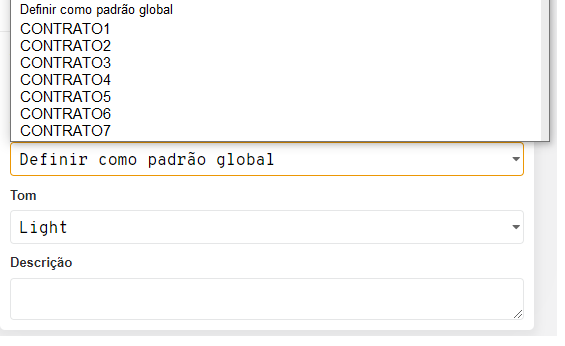 Definir como padrão global
CONTRATO1
CONTRATO2
CONTRATO3
CONTRATO4
CONTRATO5
CONTRATO6
CONTRATO7
Definir como padrão global
Tom
Light
Descrição